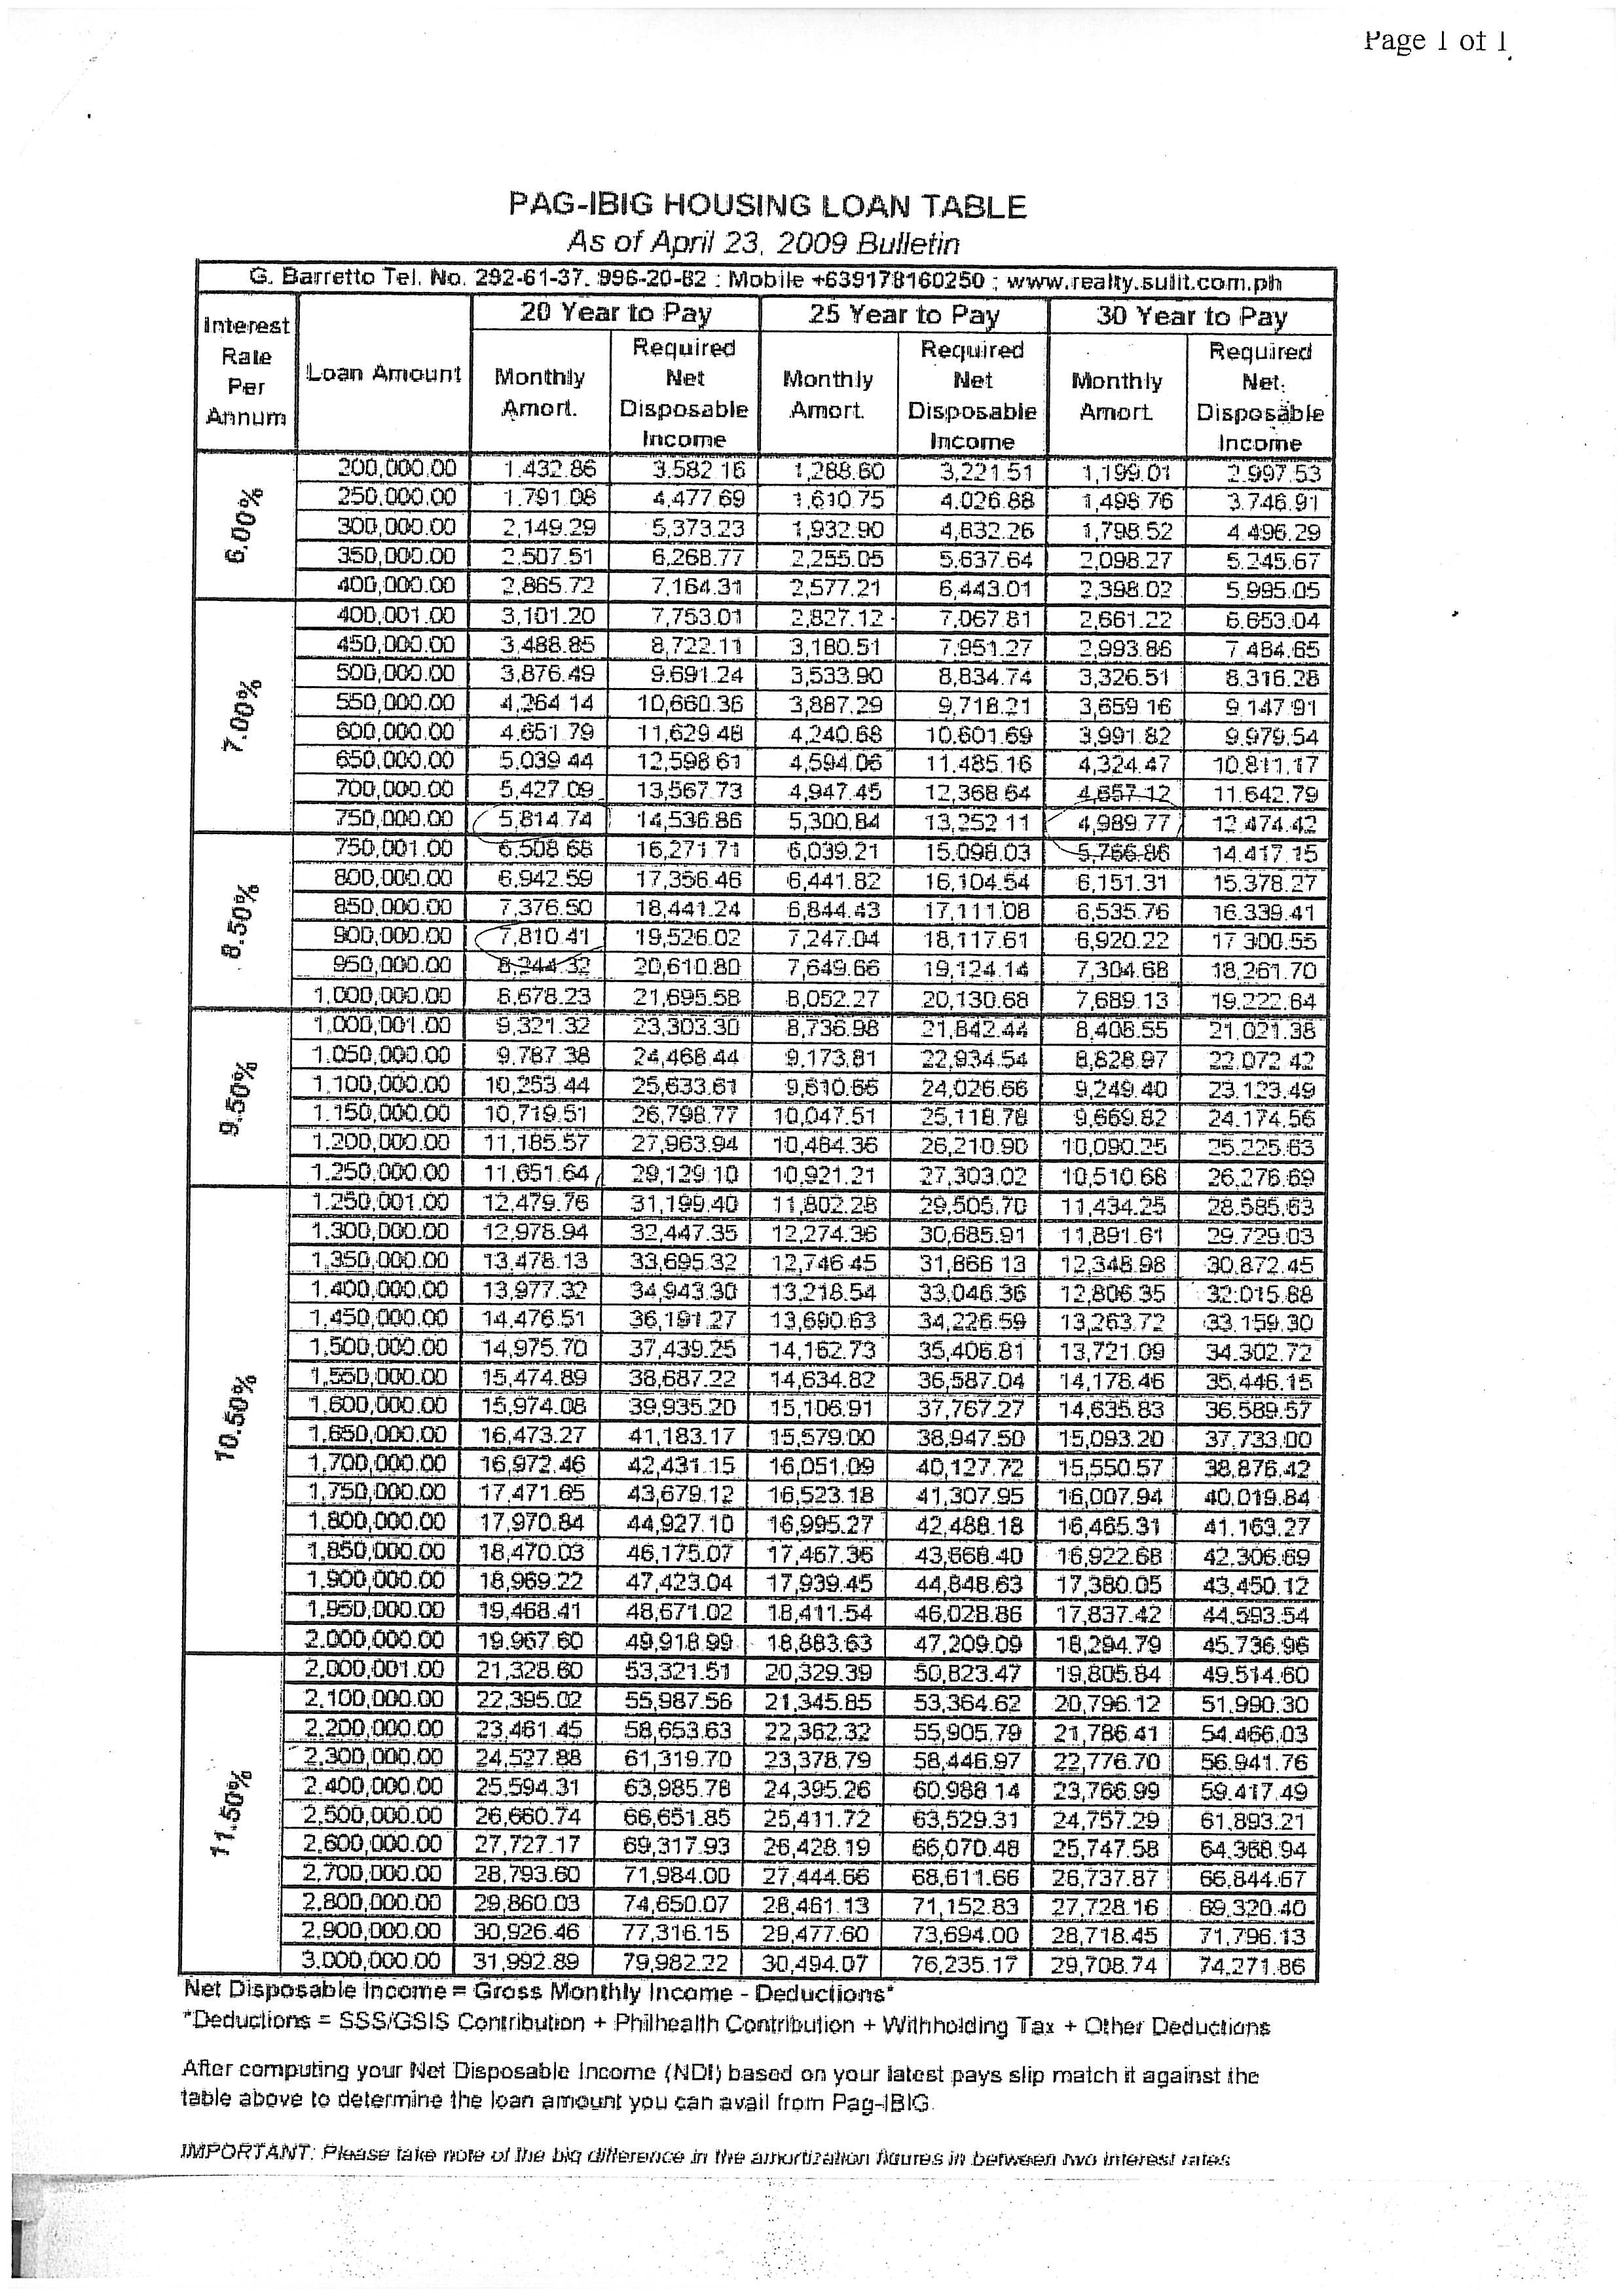 Page 1 of 1
PAG-IBIG HOUSING LOAN TABLE
As of April 23, 2009 Bulletin
G. Barretto Tel. No. 292-61-37. 996-20-82 : Mobile +639178160250 ; www.realty.sulit.com.ph
Interest Rate Per Annum Loan Amount 20 Year to Pay 25 Year to Pay 30 Year to Pay
Monthly Amort. Required Net Disposable Income Monthly Amort. Required Net Disposable Income Monthly Amort. Required Net Disposable Income
6.00%
200,000.00 1,432.86 3,582.16 1,288.60 3,221.51 1,199.01 2,997.53
250,000.00 1,791.08 4,477.69 1,610.75 4,026.88 1,498.76 3,746.91
300,000.00 2,149.29 5,373.23 1,932.90 4,832.26 1,798.52 4,496.29
350,000.00 2,507.51 6,268.77 2,255.05 5,637.64 2,098.27 5,245.67
400,000.00 2,865.72 7,164.31 2,577.21 6,443.01 2,398.02 5,995.05
7.00%
400,001.00 3,101.20 7,753.01 2,827.12 7,067.81 2,661.22 6,653.04
450,000.00 3,488.85 8,722.11 3,180.51 7,951.27 2,993.86 7,484.65
500,000.00 3,876.49 9,691.24 3,533.90 8,834.74 3,326.51 8,316.28
550,000.00 4,264.14 10,660.36 3,887.29 9,718.21 3,659.16 9,147.91
600,000.00 4,651.79 11,629.48 4,240.68 10,601.69 3,991.82 9,979.54
650,000.00 5,039.44 12,598.61 4,594.06 11,485.16 4,324.47 10,811.17
700,000.00 5,427.09 13,567.73 4,947.45 12,368.64 4,657.12 11,642.79
750,000.00 5,814.74 14,536.86 5,300.84 13,252.11 4,989.77 12,474.42
8.50%
750,001.00 6,508.68 16,271.71 6,039.21 15,098.03 5,766.86 14,417.15
800,000.00 6,942.59 17,356.46 6,441.82 16,104.54 6,151.31 15,378.27
850,000.00 7,376.50 18,441.24 6,844.43 17,111.08 6,535.76 16,339.41
900,000.00 7,810.41 19,526.02 7,247.04 18,117.61 6,920.22 17,300.55
950,000.00 8,244.32 20,610.80 7,649.66 19,124.14 7,304.68 18,261.70
1,000,000.00 8,678.23 21,695.58 8,052.27 20,130.68 7,689.13 19,222.84
9.50%
1,000,001.00 9,321.32 23,303.30 8,736.98 21,842.44 8,408.55 21,021.38
1,050,000.00 9,787.38 24,468.44 9,173.81 22,934.54 8,828.97 22,072.42
1,100,000.00 10,253.44 25,633.61 9,610.66 24,026.66 9,249.40 23,123.49
1,150,000.00 10,719.51 26,798.77 10,047.51 25,118.78 9,669.82 24,174.56
1,200,000.00 11,185.57 27,963.94 10,484.36 26,210.90 10,090.25 25,225.63
1,250,000.00 11,651.64 29,129.10 10,921.21 27,303.02 10,510.68 26,276.69
10.50%
1,250,001.00 12,479.76 31,199.40 11,802.28 29,505.70 11,434.25 28,585.63
1,300,000.00 12,978.94 32,447.35 12,274.36 30,685.91 11,891.61 29,729.03
1,350,000.00 13,478.13 33,695.32 12,746.45 31,866.13 12,348.98 30,872.45
1,400,000.00 13,977.32 34,943.30 13,218.54 33,046.36 12,806.35 32,015.88
1,450,000.00 14,476.51 36,191.27 13,690.63 34,226.59 13,263.72 33,159.30
1,500,000.00 14,975.70 37,439.25 14,162.73 35,406.81 13,721.09 34,302.72
1,550,000.00 15,474.89 38,687.22 14,634.82 36,587.04 14,178.46 35,446.15
1,600,000.00 15,974.08 39,935.20 15,106.91 37,767.27 14,635.83 36,589.57
1,650,000.00 16,473.27 41,183.17 15,579.00 38,947.50 15,093.20 37,733.00
1,700,000.00 16,972.46 42,431.15 16,051.09 40,127.72 15,550.57 38,876.42
1,750,000.00 17,471.65 43,679.12 16,523.18 41,307.95 16,007.94 40,019.84
1,800,000.00 17,970.84 44,927.10 16,995.27 42,488.18 16,465.31 41,163.27
1,850,000.00 18,470.03 46,175.07 17,467.36 43,668.40 16,922.68 42,306.69
1,900,000.00 18,969.22 47,423.04 17,939.45 44,848.63 17,380.05 43,450.12
1,950,000.00 19,468.41 48,671.02 18,411.54 46,028.86 17,837.42 44,593.54
2,000,000.00 19,967.60 49,918.99 18,883.63 47,209.09 18,294.79 45,736.96
11.50%
2,000,001.00 21,328.60 53,321.51 20,329.39 50,823.47 19,805.84 49,514.60
2,100,000.00 22,395.02 55,987.56 21,345.85 53,364.62 20,796.12 51,990.30
2,200,000.00 23,461.45 58,653.63 22,362.32 55,905.79 21,786.41 54,466.03
2,300,000.00 24,527.88 61,319.70 23,378.79 58,446.97 22,776.70 56,941.76
2,400,000.00 25,594.31 63,985.78 24,395.26 60,988.14 23,766.99 59,417.49
2,500,000.00 26,660.74 66,651.85 25,411.72 63,529.31 24,757.29 61,893.21
2,600,000.00 27,727.17 69,317.93 26,428.19 66,070.48 25,747.58 64,368.94
2,700,000.00 28,793.60 71,984.00 27,444.66 68,611.66 26,737.87 66,844.67
2,800,000.00 29,860.03 74,650.07 28,461.13 71,152.83 27,728.16 69,320.40
2,900,000.00 30,926.46 77,316.15 29,477.60 73,694.00 28,718.45 71,796.13
3,000,000.00 31,992.89 79,982.22 30,494.07 76,235.17 29,708.74 74,271.86
Net Disposable Income = Gross Monthly Income - Deductions*
*Deductions = SSS/GSIS Contribution + Philhealth Contribution + Withholding Tax + Other Deductions
After computing your Net Disposable Income (NDI) based on your latest pays slip match it against the
table above to determine the loan amount you can avail from Pag-IBIG.
IMPORTANT: Please take note of the big difference in the amortization figures in between two interest rates